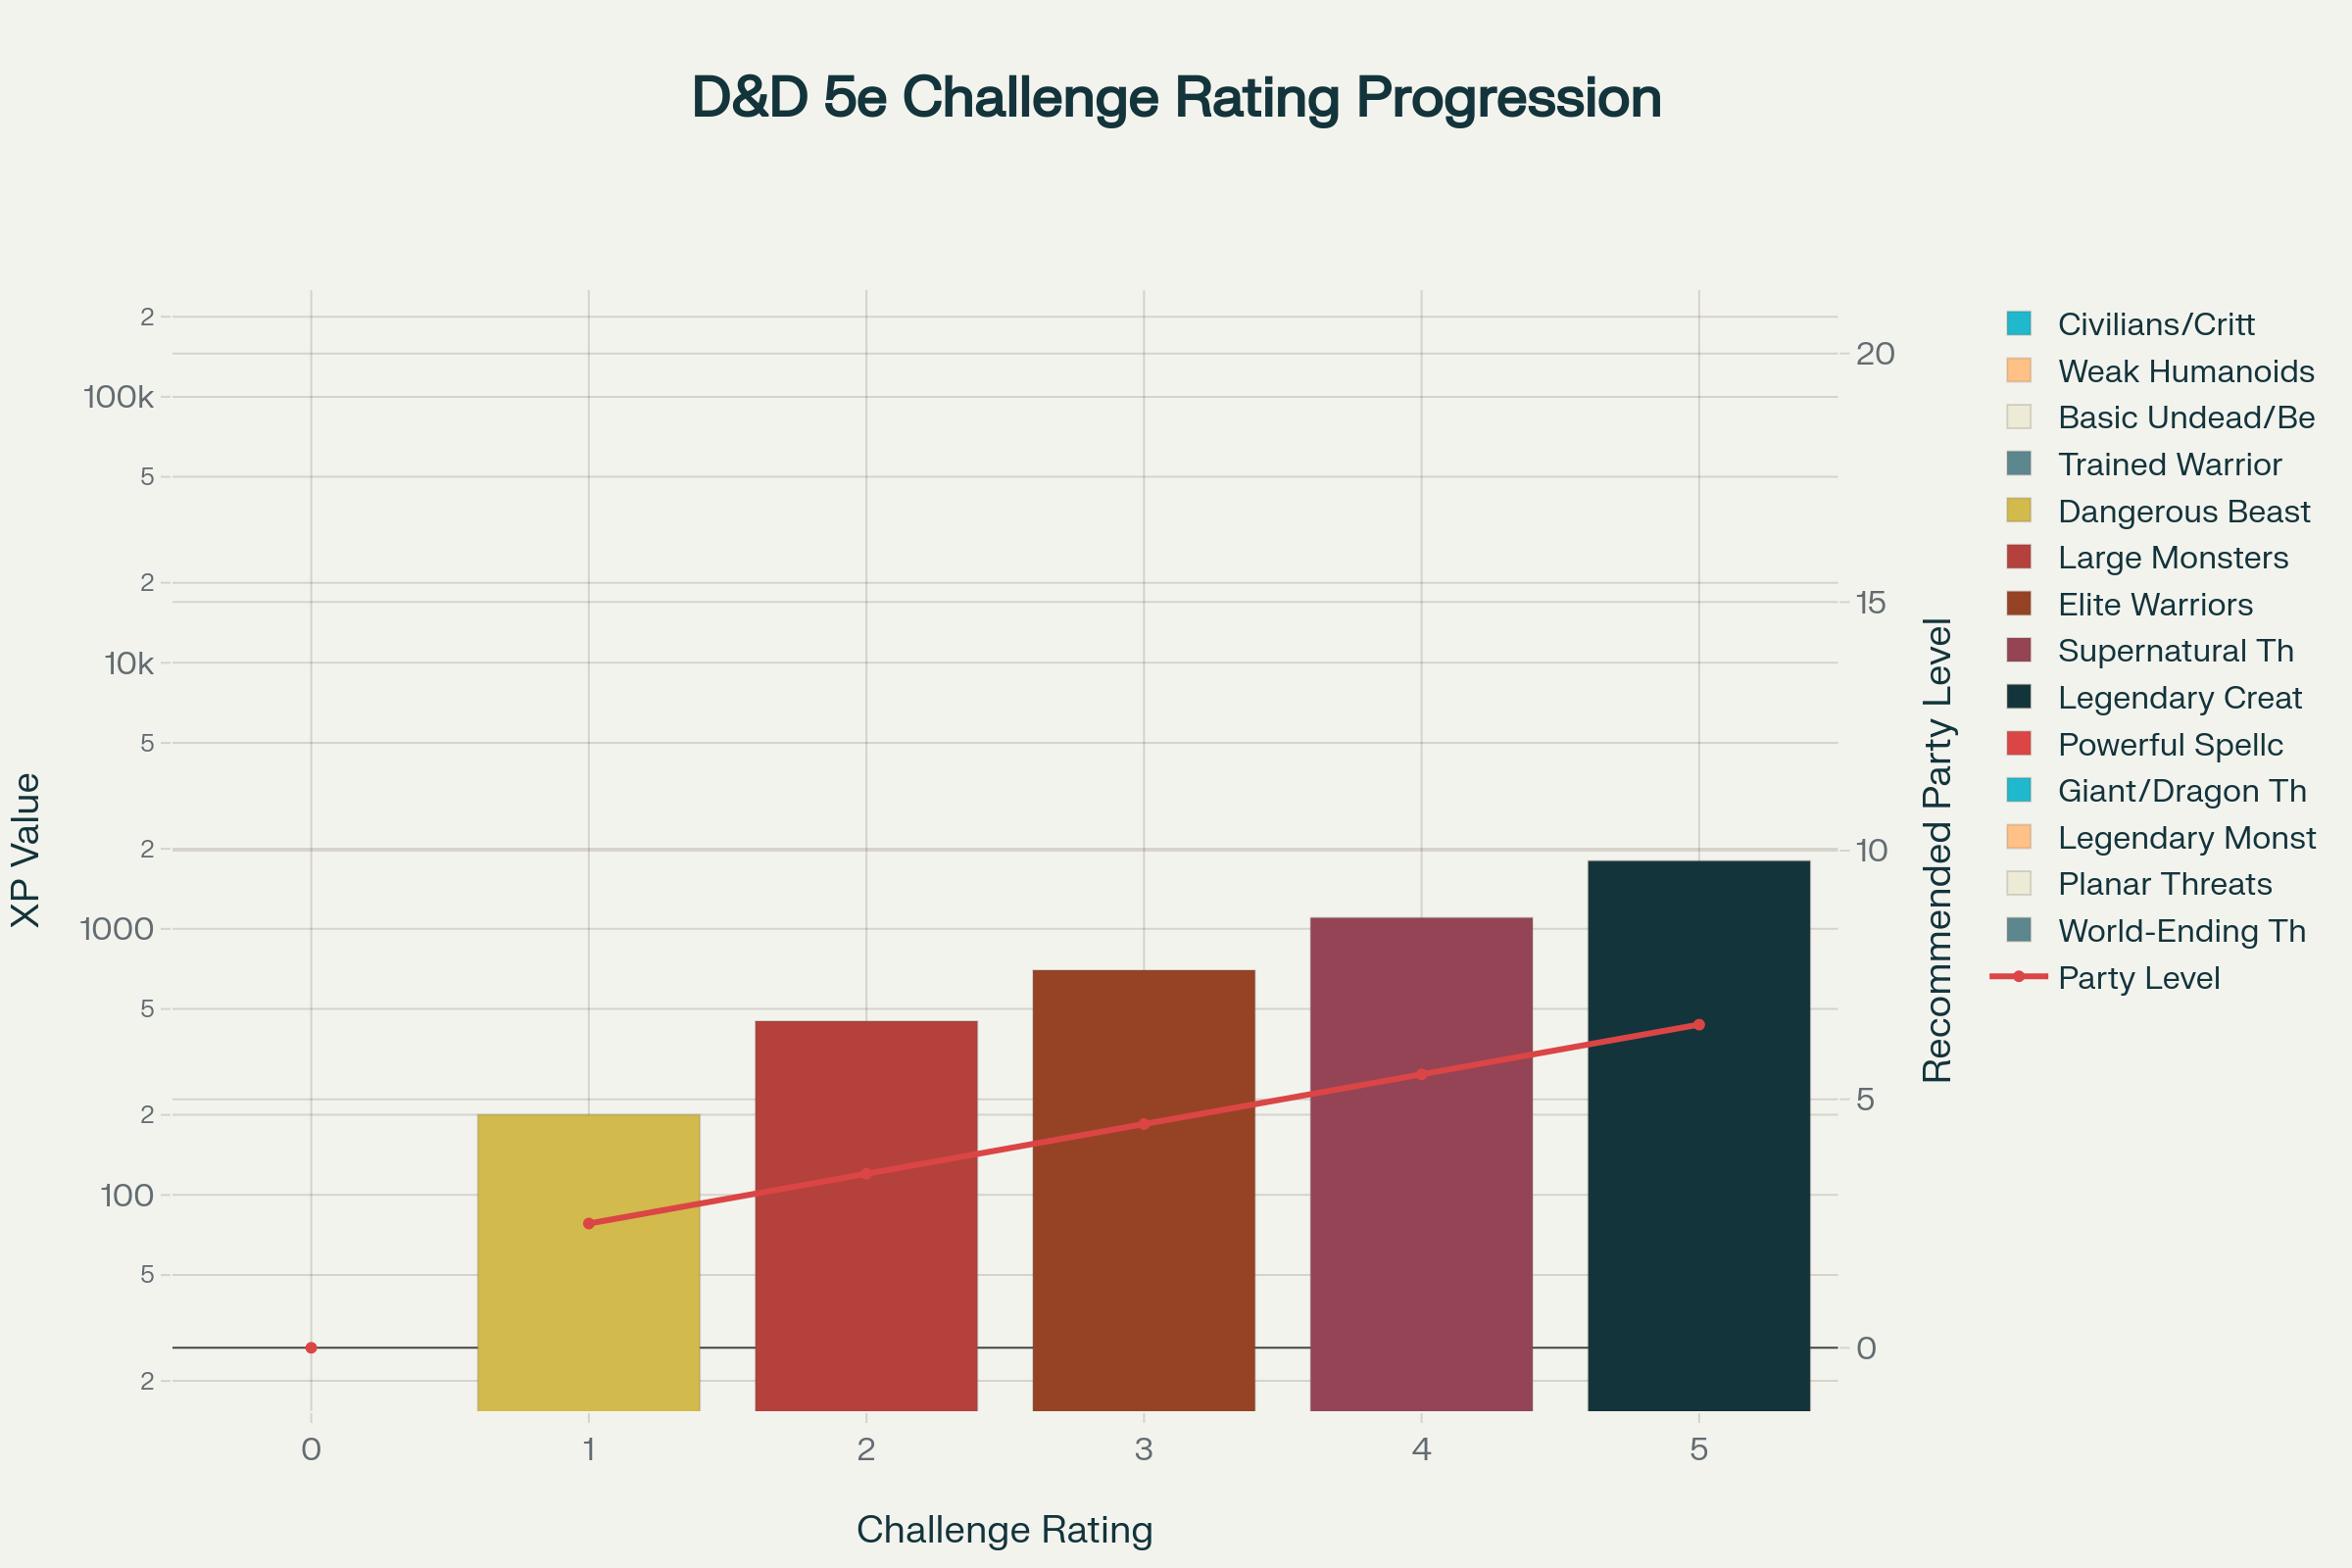 D&D 5e Challenge Rating Progression
XP Value
2
100k
5
2
10k
5
2
1000
5
2
100
5
2
0
1
2
3
4
5
Challenge Rating
20
15
10
5
0
Recommended Party Level
Civilians/Critt
Weak Humanoids
Basic Undead/Be
Trained Warrior
Dangerous Beast
Large Monsters
Elite Warriors
Supernatural Th
Legendary Creat
Powerful Spellc
Giant/Dragon Th
Legendary Monst
Planar Threats
World-Ending Th
Party Level